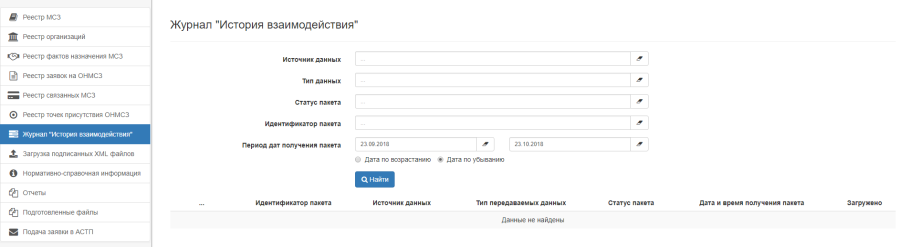 Реестр МСЗ
Реестр организаций
Реестр фактов назначения МСЗ
Реестр заявок на ОНМСЗ
Реестр связанных МСЗ
Реестр точек присутствия ОНМСЗ
Журнал "История взаимодействия"
Загрузка подписанных XML файлов
Нормативно-справочная информация
Отчеты
Подготовленные файлы
Подача заявки в АСТП
Журнал "История взаимодействия"
Источник данных ...
Тип данных ...
Статус пакета ...
Идентификатор пакета ...
Период дат получения пакета 23.09.2018 23.10.2018
Дата по возрастанию Дата по убыванию
Найти
... Идентификатор пакета Источник данных Тип передаваемых данных Статус пакета Дата и время получения пакета Загружено
Данные не найдены